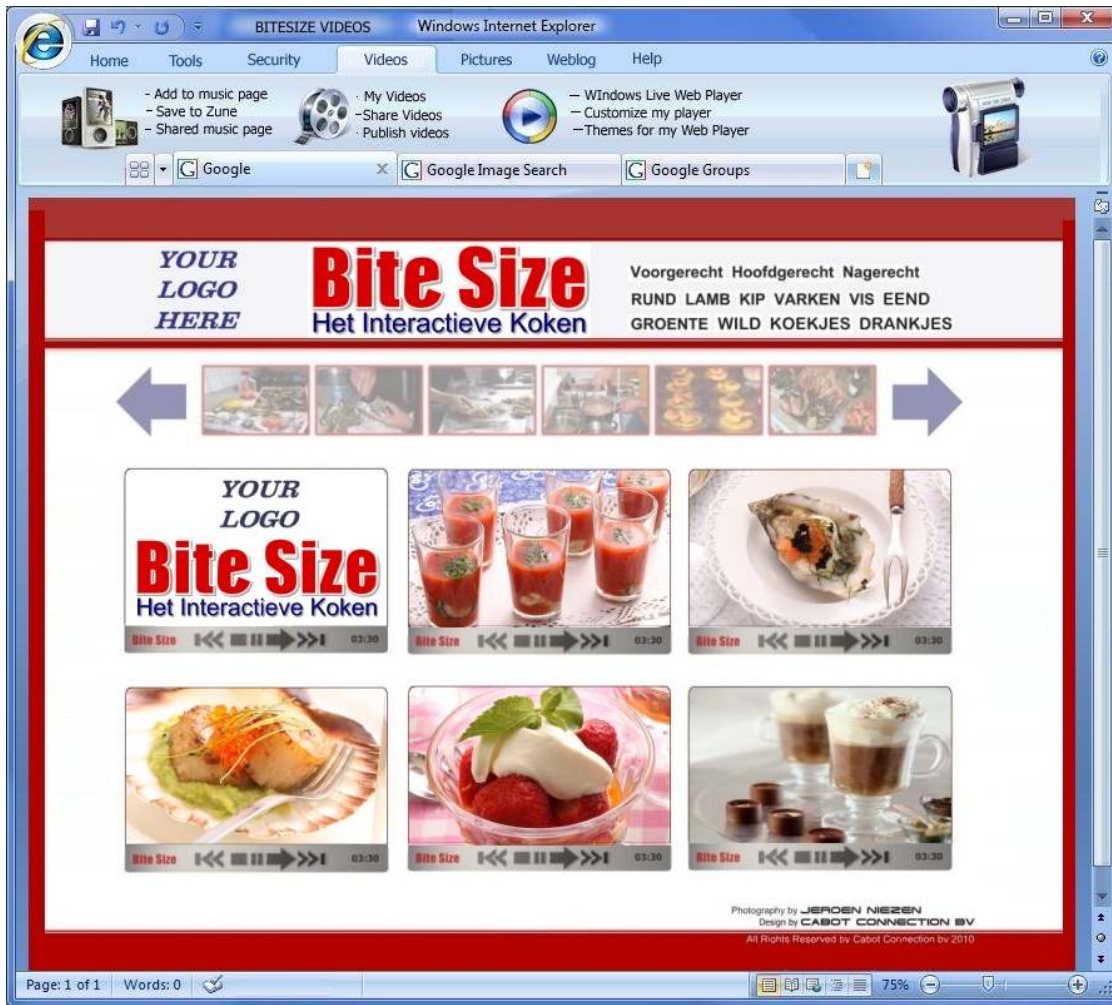 BITESIZE VIDEOS Windows Internet Explorer
Home Tools Security Videos Pictures Weblog Help
- Add to music page
- Save to Zune
- Shared music page
· My Videos
-Share Videos
· Publish videos
- WIndows Live Web Player
- Customize my player
-Themes for my Web Player
Google Google Image Search Google Groups
YOUR
LOGO
HERE
Bite Size
Het Interactieve Koken
Voorgerecht Hoofdgerecht Nagerecht
RUND LAMB KIP VARKEN VIS EEND
GROENTE WILD KOEKJES DRANKJES
YOUR
LOGO
Bite Size
Het Interactieve Koken
Bite Size 03:30
Bite Size 03:30
Bite Size 03:30
Bite Size 03:30
Bite Size 03:30
Bite Size 03:30
Photography by JEROEN NIEZEN
Design by CABOT CONNECTION BV
All Rights Reserved by Cabot Connection bv 2010
Page: 1 of 1 Words: 0 75%